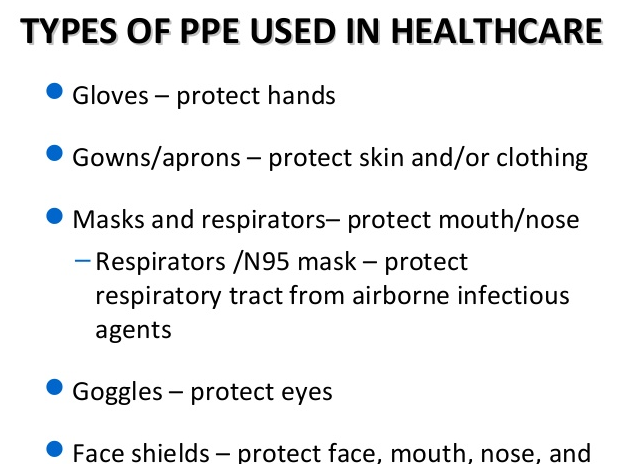 TYPES OF PPE USED IN HEALTHCARE
Gloves – protect hands
Gowns/aprons – protect skin and/or clothing
Masks and respirators– protect mouth/nose
–Respirators /N95 mask – protect
respiratory tract from airborne infectious
agents
Goggles – protect eyes
Face shields – protect face, mouth, nose, and